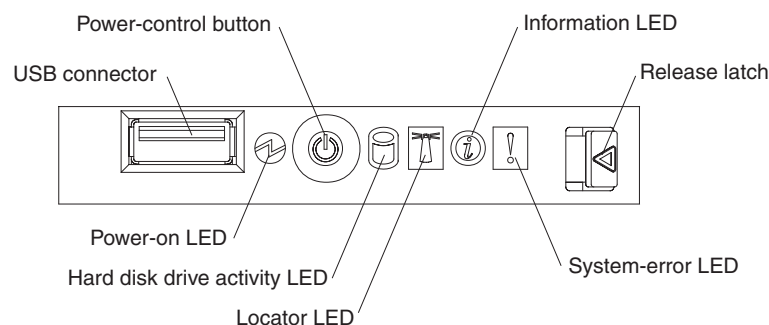 Power-control button
Information LED
USB connector
Release latch
Power-on LED
Hard disk drive activity LED
System-error LED
Locator LED